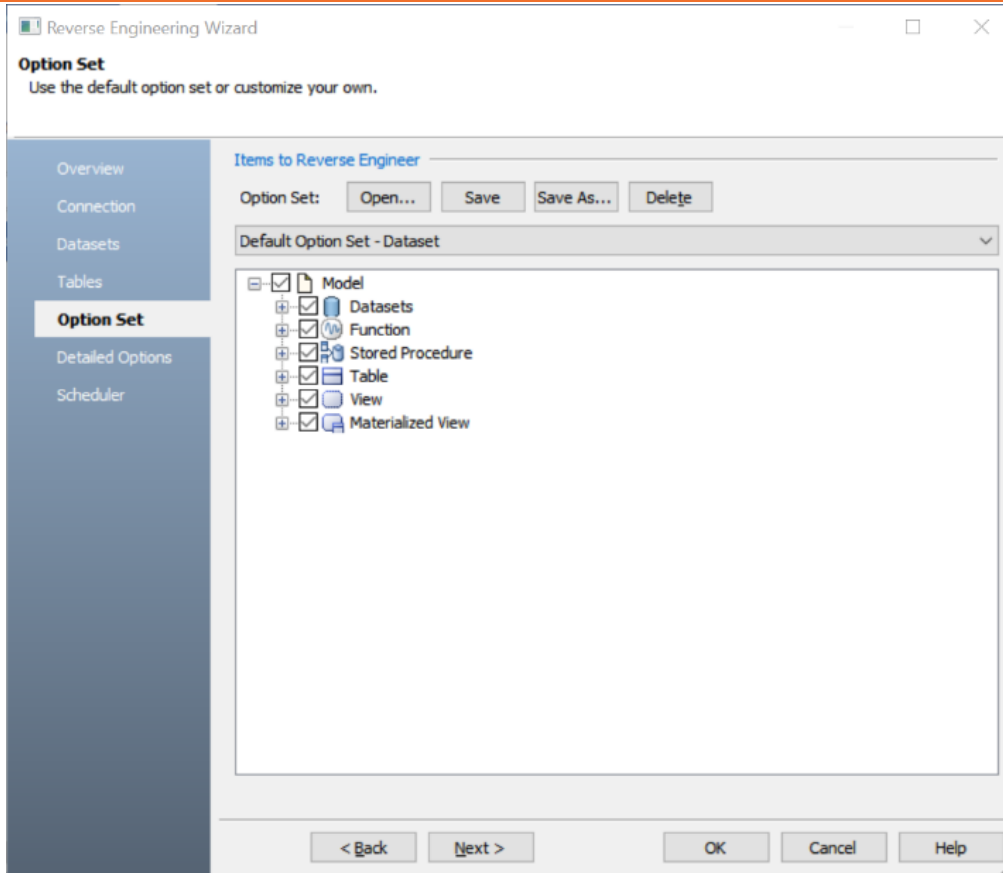 Reverse Engineering Wizard
Option Set
Use the default option set or customize your own.
Overview
Connection
Datasets
Tables
Option Set
Detailed Options
Scheduler
Items to Reverse Engineer
Option Set: Open... Save Save As... Delete
Default Option Set - Dataset
Model
Datasets
Function
Stored Procedure
Table
View
Materialized View
< Back Next > OK Cancel Help